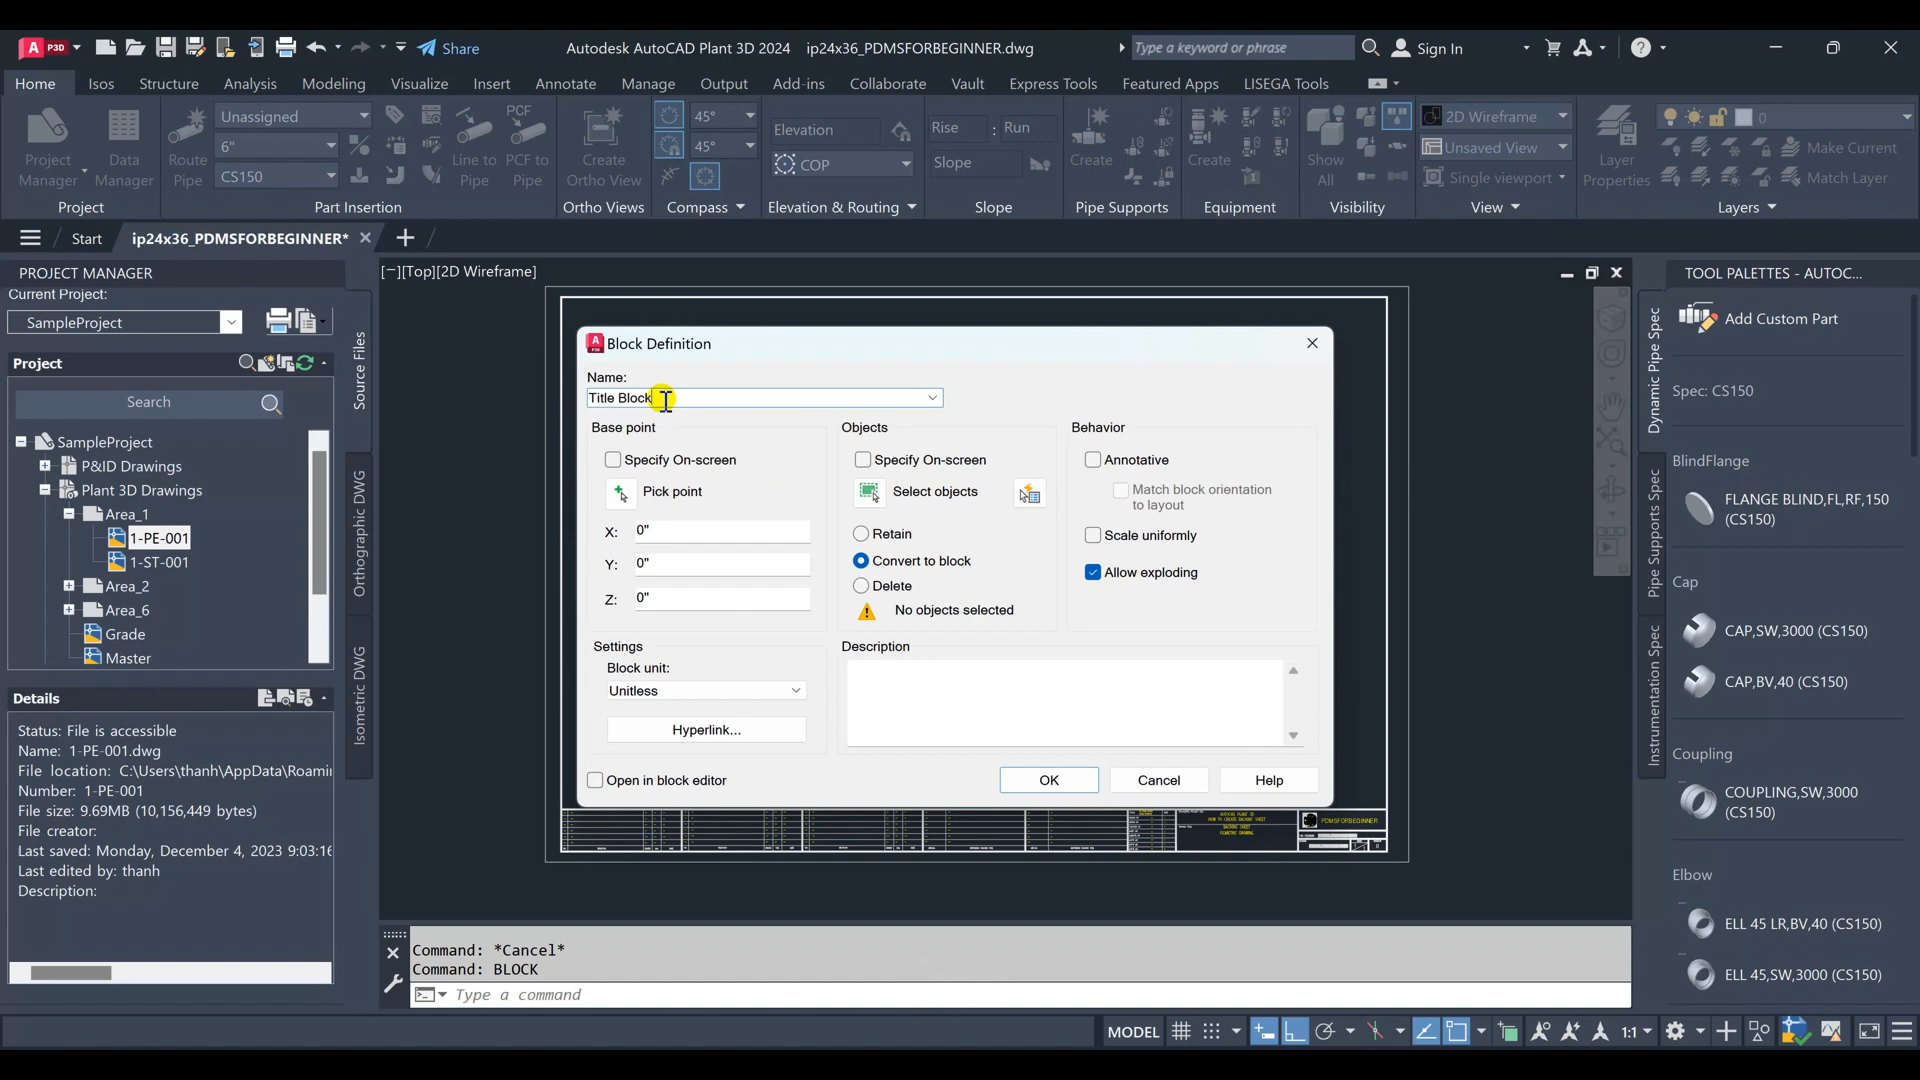 A P3D
Share
Autodesk AutoCAD Plant 3D 2024 ip24x36_PDMSFORBEGINNER.dwg
Type a keyword or phrase
Sign In
Home Isos Structure Analysis Modeling Visualize Insert Annotate Manage Output Add-ins Collaborate Vault Express Tools Featured Apps LISEGA Tools
Project Manager
Data Manager
Project
Route Pipe
Unassigned
6"
CS150
Line to Pipe
PCF
PCF to Pipe
Part Insertion
Create Ortho View
Ortho Views
45°
45°
Compass
Elevation
COP
Elevation & Routing
Rise : Run
Slope
Slope
Create
Pipe Supports
Create
Equipment
Show All
Visibility
2D Wireframe
Unsaved View
Single viewport
View
Layer Properties
0
Make Current
Match Layer
Layers
Start
ip24x36_PDMSFORBEGINNER*
PROJECT MANAGER
Current Project:
SampleProject
Project
Search
SampleProject
P&ID Drawings
Plant 3D Drawings
Area_1
1-PE-001
1-ST-001
Area_2
Area_6
Grade
Master
Source Files
Orthographic DWG
Isometric DWG
Details
Status: File is accessible
Name: 1-PE-001.dwg
File location: C:\Users\thanh\AppData\Roami
Number: 1-PE-001
File size: 9.69MB (10,156,449 bytes)
File creator:
Last saved: Monday, December 4, 2023 9:03:16
Last edited by: thanh
Description:
[−][Top][2D Wireframe]
Block Definition
Name:
Title Block
Base point
Specify On-screen
Pick point
X: 0"
Y: 0"
Z: 0"
Objects
Specify On-screen
Select objects
Retain
Convert to block
Delete
No objects selected
Behavior
Annotative
Match block orientation
to layout
Scale uniformly
Allow exploding
Settings
Block unit:
Unitless
Hyperlink...
Description
Open in block editor
OK
Cancel
Help
PDMSFORBEGINNER
Command: *Cancel*
Command: BLOCK
Type a command
TOOL PALETTES - AUTOC...
Dynamic Pipe Spec
Pipe Supports Spec
Instrumentation Spec
Add Custom Part
Spec: CS150
BlindFlange
FLANGE BLIND,FL,RF,150
(CS150)
Cap
CAP,SW,3000 (CS150)
CAP,BV,40 (CS150)
Coupling
COUPLING,SW,3000
(CS150)
Elbow
ELL 45 LR,BV,40 (CS150)
ELL 45,SW,3000 (CS150)
MODEL
1:1